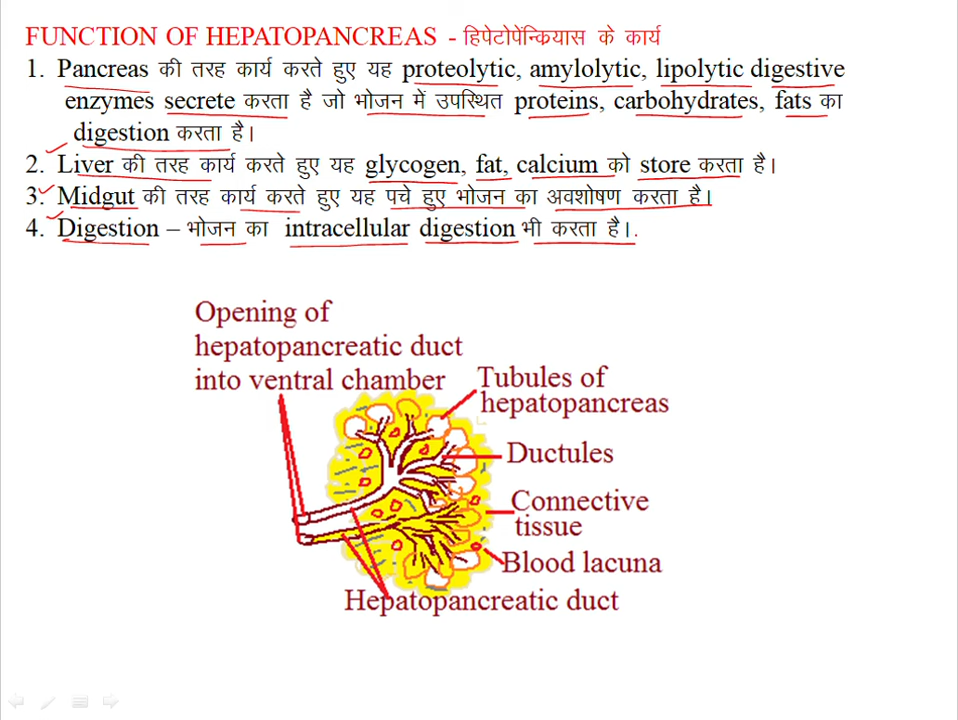 FUNCTION OF HEPATOPANCREAS - हिपेटोपेंन्क्रियास के कार्य
1. Pancreas की तरह कार्य करते हुए यह proteolytic, amylolytic, lipolytic digestive
enzymes secrete करता है जो भोजन में उपस्थित proteins, carbohydrates, fats का
digestion करता है।
2. Liver की तरह कार्य करते हुए यह glycogen, fat, calcium को store करता है।
3. Midgut की तरह कार्य करते हुए यह पचे हुए भोजन का अवशोषण करता है।
4. Digestion – भोजन का intracellular digestion भी करता है।.
Opening of
hepatopancreatic duct
into ventral chamber
Tubules of
hepatopancreas
Ductules
Connective
tissue
Blood lacuna
Hepatopancreatic duct